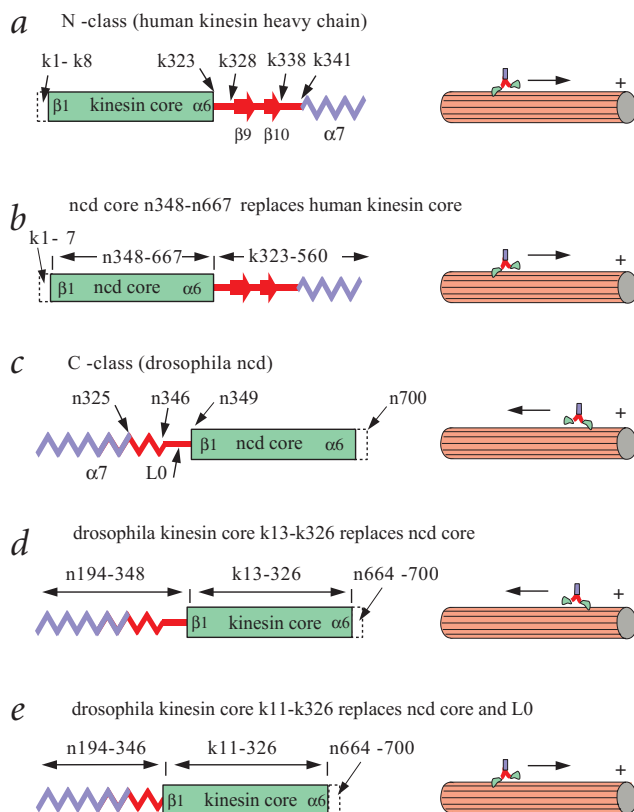 a N -class (human kinesin heavy chain)
k1- k8 k323 k328 k338 k341
β1 kinesin core α6
β9 β10 α7
+
b ncd core n348-n667 replaces human kinesin core
k1- 7 n348-667 k323-560
β1 ncd core α6
+
c C -class (drosophila ncd)
n325 n346 n349 n700
β1 ncd core α6
α7 L0
+
d drosophila kinesin core k13-k326 replaces ncd core
n194-348 k13-326 n664 -700
β1 kinesin core α6
+
e drosophila kinesin core k11-k326 replaces ncd core and L0
n194-346 k11-326 n664 -700
β1 kinesin core α6
+